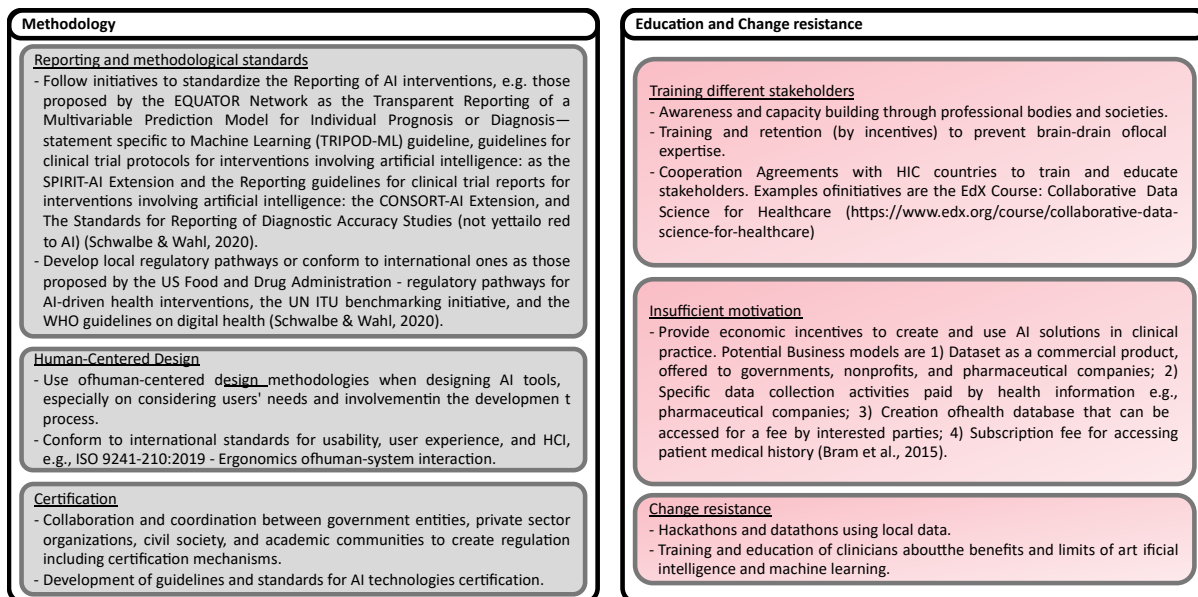 Methodology
Reporting and methodological standards
- Follow initiatives to standardize the Reporting of AI interventions, e.g. those
proposed by the EQUATOR Network as the Transparent Reporting of a
Multivariable Prediction Model for Individual Prognosis or Diagnosis—
statement specific to Machine Learning (TRIPOD-ML) guideline, guidelines for
clinical trial protocols for interventions involving artificial intelligence: as the
SPIRIT-AI Extension and the Reporting guidelines for clinical trial reports for
interventions involving artificial intelligence: the CONSORT-AI Extension, and
The Standards for Reporting of Diagnostic Accuracy Studies (not yettailo red
to AI) (Schwalbe & Wahl, 2020).
- Develop local regulatory pathways or conform to international ones as those
proposed by the US Food and Drug Administration - regulatory pathways for
AI-driven health interventions, the UN ITU benchmarking initiative, and the
WHO guidelines on digital health (Schwalbe & Wahl, 2020).
Human-Centered Design
- Use ofhuman-centered design methodologies when designing AI tools,
especially on considering users' needs and involvementin the developmen t
process.
- Conform to international standards for usability, user experience, and HCI,
e.g., ISO 9241-210:2019 - Ergonomics ofhuman-system interaction.
Certification
- Collaboration and coordination between government entities, private sector
organizations, civil society, and academic communities to create regulation
including certification mechanisms.
- Development of guidelines and standards for AI technologies certification.
Education and Change resistance
Training different stakeholders
- Awareness and capacity building through professional bodies and societies.
- Training and retention (by incentives) to prevent brain-drain oflocal
expertise.
- Cooperation Agreements with HIC countries to train and educate
stakeholders. Examples ofinitiatives are the EdX Course: Collaborative Data
Science for Healthcare (https://www.edx.org/course/collaborative-data-
science-for-healthcare)
Insufficient motivation
- Provide economic incentives to create and use AI solutions in clinical
practice. Potential Business models are 1) Dataset as a commercial product,
offered to governments, nonprofits, and pharmaceutical companies; 2)
Specific data collection activities paid by health information e.g.,
pharmaceutical companies; 3) Creation ofhealth database that can be
accessed for a fee by interested parties; 4) Subscription fee for accessing
patient medical history (Bram et al., 2015).
Change resistance
- Hackathons and datathons using local data.
- Training and education of clinicians aboutthe benefits and limits of art ificial
intelligence and machine learning.